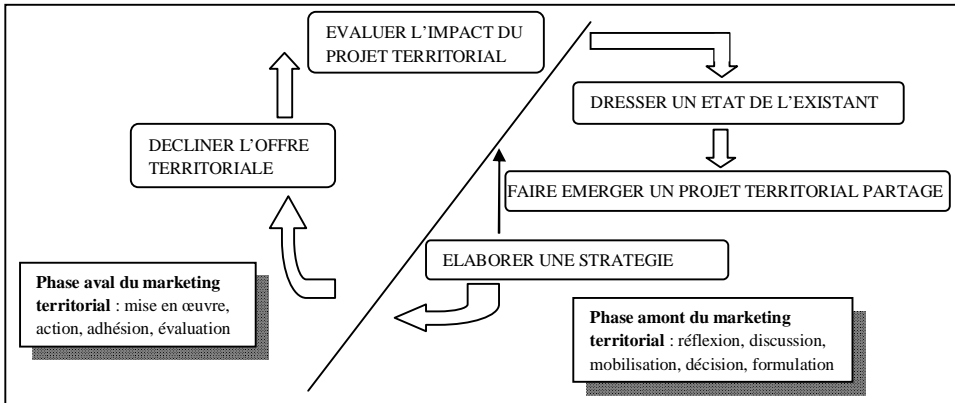 EVALUER L’IMPACT DU
PROJET TERRITORIAL
DRESSER UN ETAT DE L’EXISTANT
DECLINER L’OFFRE
TERRITORIALE
FAIRE EMERGER UN PROJET TERRITORIAL PARTAGE
ELABORER UNE STRATEGIE
Phase aval du marketing
territorial : mise en œuvre,
action, adhésion, évaluation
Phase amont du marketing
territorial : réflexion, discussion,
mobilisation, décision, formulation